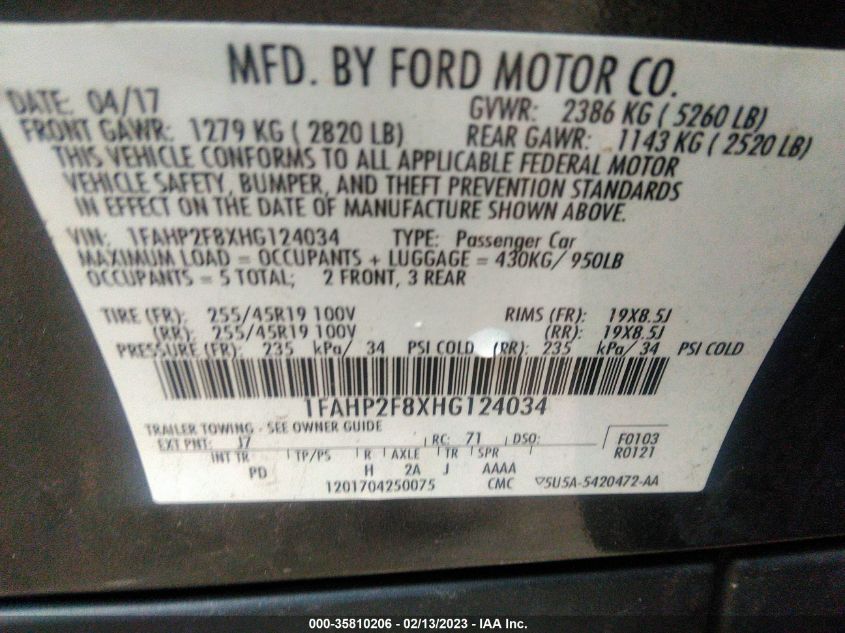 MFD. BY FORD MOTOR CO.
DATE: 04/17 GVWR: 2386 KG ( 5260 LB)
FRONT GAWR: 1279 KG ( 2820 LB) REAR GAWR: 1143 KG ( 2520 LB)
THIS VEHICLE CONFORMS TO ALL APPLICABLE FEDERAL MOTOR
VEHICLE SAFETY, BUMPER, AND THEFT PREVENTION STANDARDS
IN EFFECT ON THE DATE OF MANUFACTURE SHOWN ABOVE.
VIN: 1FAHP2F8XHG124034 TYPE: Passenger Car
MAXIMUM LOAD = OCCUPANTS + LUGGAGE = 430KG/ 950LB
OCCUPANTS = 5 TOTAL; 2 FRONT, 3 REAR
TIRE (FR): 255/45R19 100V RIMS (FR): 19X8.5J
(RR): 255/45R19 100V (RR): 19X8.5J
PRESSURE (FR): 235 kPa/ 34 PSI COLD (RR): 235 kPa/ 34 PSI COLD
1FAHP2F8XHG124034
TRAILER TOWING - SEE OWNER GUIDE
EXT PNT: J7 RC: 71 DSO: F0103
INT TR TP/PS R AXLE TR SPR R0121
PD H 2A J AAAA
1201704250075 CMC 5U5A-5420472-AA
000-35810206 - 02/13/2023 - IAA Inc.